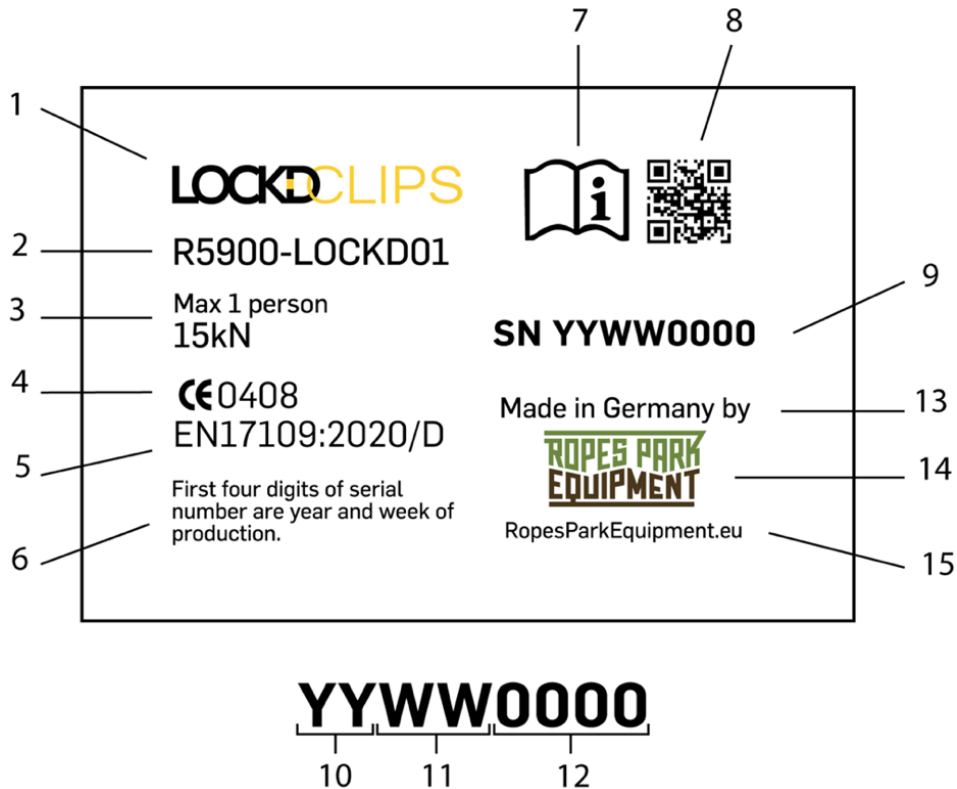 7 8
1
LOCKDCLIPS
2
R5900-LOCKD01
3
Max 1 person
15kN
4
CE 0408
EN17109:2020/D
5
First four digits of serial
number are year and week of
production.
6
i
9
SN YYWW0000
Made in Germany by
13
ROPES PARK
EQUIPMENT
14
RopesParkEquipment.eu
15
YYWW0000
10 11 12